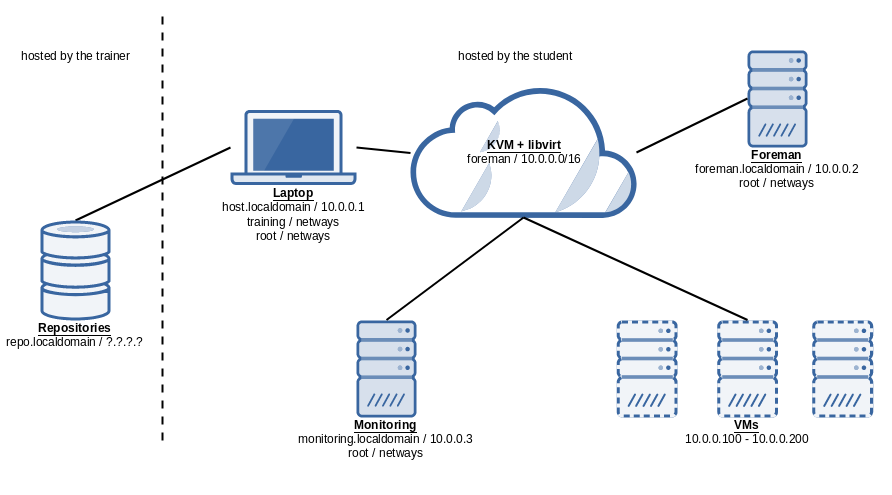 hosted by the trainer
hosted by the student
KVM + libvirt
foreman / 10.0.0.0/16
Foreman
foreman.localdomain / 10.0.0.2
root / netways
Laptop
host.localdomain / 10.0.0.1
training / netways
root / netways
Repositories
repo.localdomain / ?.?.?.?
Monitoring
monitoring.localdomain / 10.0.0.3
root / netways
VMs
10.0.0.100 - 10.0.0.200